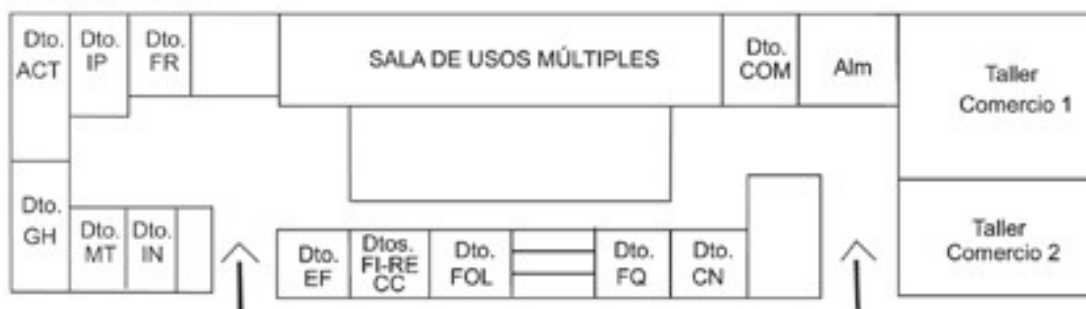 Dto.
ACT
Dto.
IP
Dto.
FR
SALA DE USOS MÚLTIPLES
Dto.
COM
Alm
Taller
Comercio 1
Dto.
GH
Dto.
MT
Dto.
IN
Dto.
EF
Dtos.
FI-RE
CC
Dto.
FOL
Dto.
FQ
Dto.
CN
Taller
Comercio 2